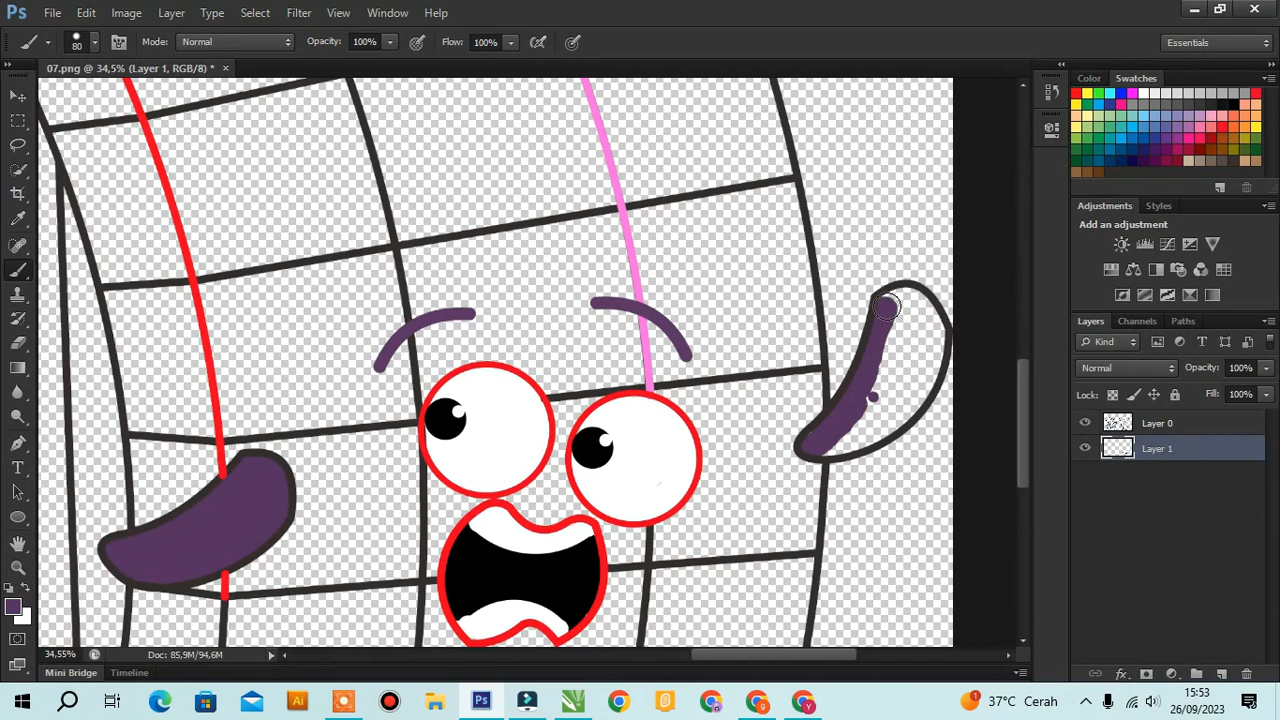 Ps File Edit Image Layer Type Select Filter View Window Help
80 Mode: Normal Opacity: 100% Flow: 100% Essentials
07.png @ 34,5% (Layer 1, RGB/8) * ×
Color Swatches
Adjustments Styles
Add an adjustment
Layers Channels Paths
Kind
Normal Opacity: 100%
Lock: Fill: 100%
Layer 0
Layer 1
34,55% Doc: 85,9M/94,6M
Mini Bridge Timeline
Ai Ps 37°C Cerah 15:53
26/09/2023